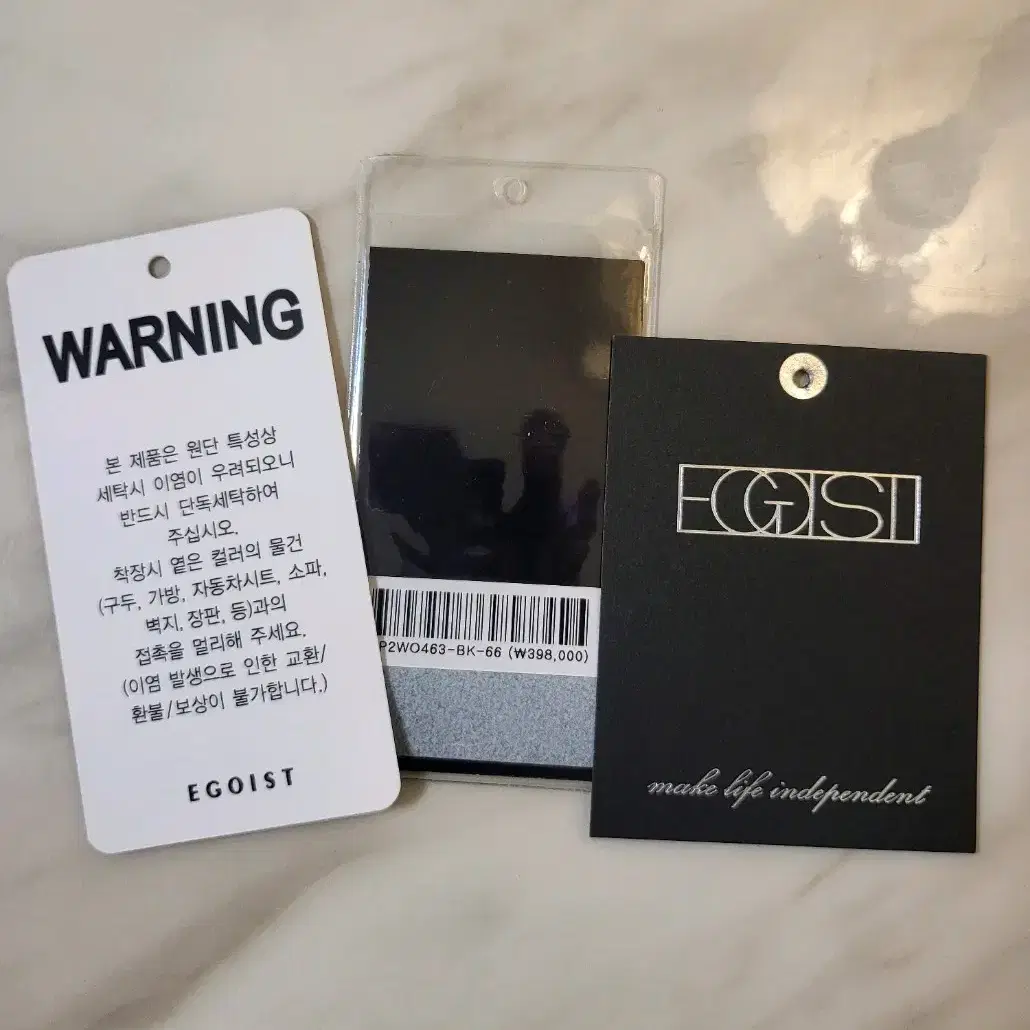 WARNING
본 제품은 원단 특성상
세탁시 이염이 우려되오니
반드시 단독세탁하여
주십시오.
착장시 옅은 컬러의 물건
(구두, 가방, 자동차시트, 소파,
벽지, 장판, 등)과의
접촉을 멀리해 주세요.
(이염 발생으로 인한 교환/
환불/보상이 불가합니다.)
EGOIST
P2WO463-BK-66 (₩398,000)
EGOIST
make life independent